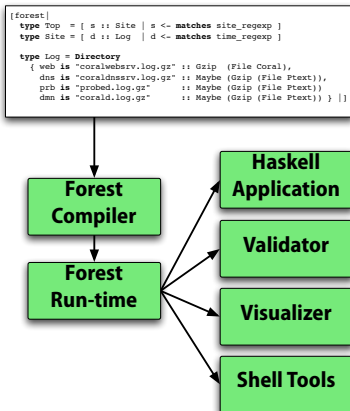 [forest|
type Top = [ s :: Site | s <- matches site_regexp ]
type Site = [ d :: Log | d <- matches time_regexp ]
type Log = Directory
{ web is "coralwebsrv.log.gz" :: Gzip (File Coral),
dns is "coraldnssrv.log.gz" :: Maybe (Gzip (File Ptext)),
prb is "probed.log.gz" :: Maybe (Gzip (File Ptext)),
dmn is "corald.log.gz" :: Maybe (Gzip (File Ptext)) } |]
Forest
Compiler
Forest
Run-time
Haskell
Application
Validator
Visualizer
Shell Tools